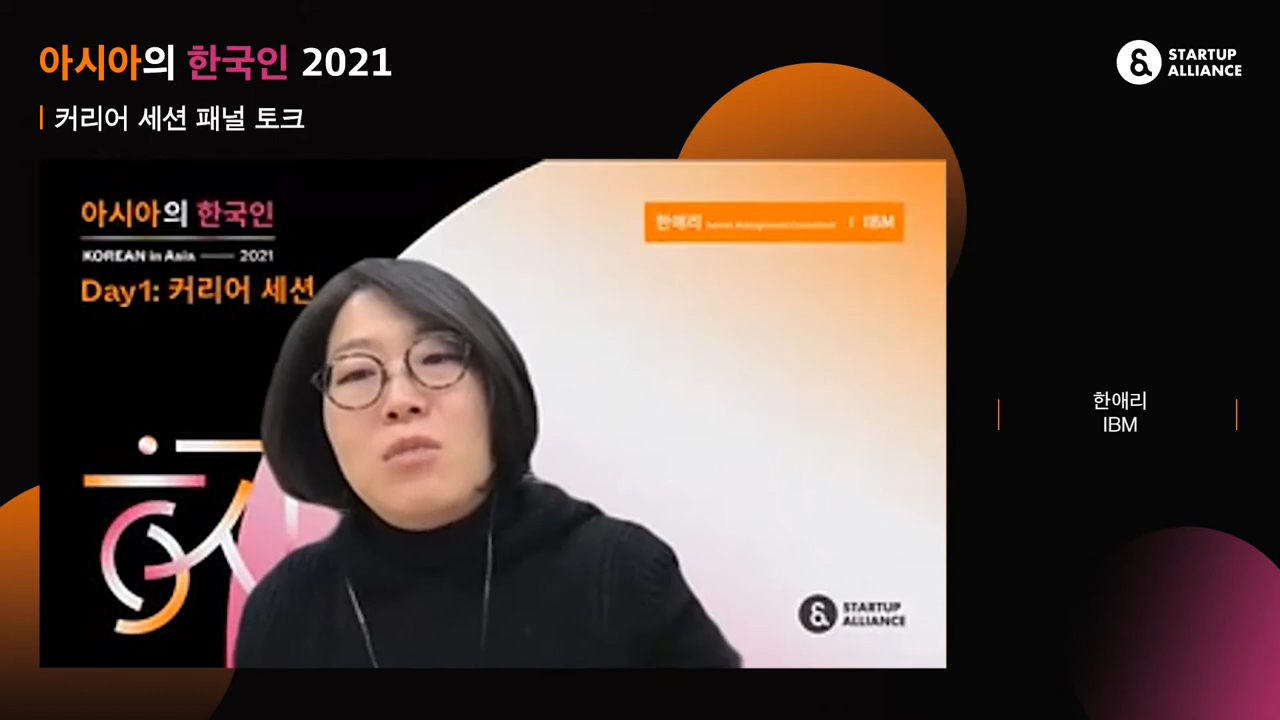 아시아의 한국인 2021
커리어 세션 패널 토크
STARTUP
ALLIANCE
아시아의 한국인
KOREAN in Asia 2021
Day1: 커리어 세션
한애리 IBM
한애리
IBM
STARTUP
ALLIANCE